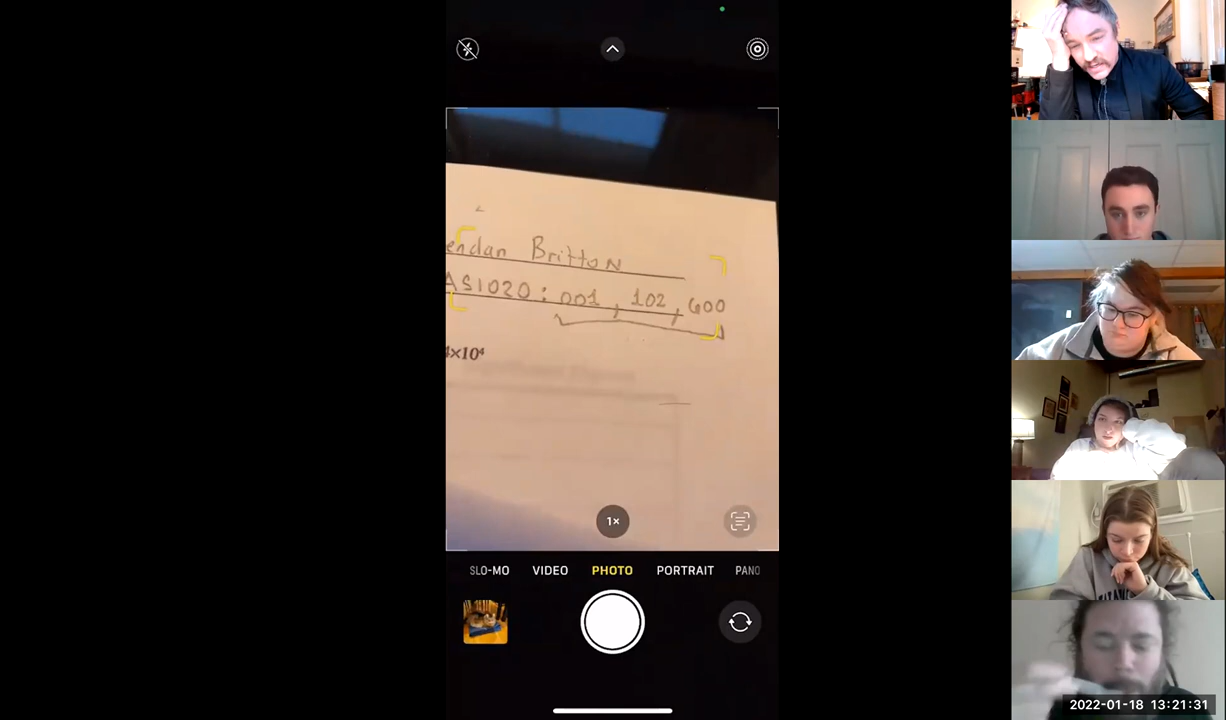 endan Britton
AS1020 : 001, 102, 600
4×10⁴
1×
SLO-MO VIDEO PHOTO PORTRAIT PANO
2022-01-18 13:21:31